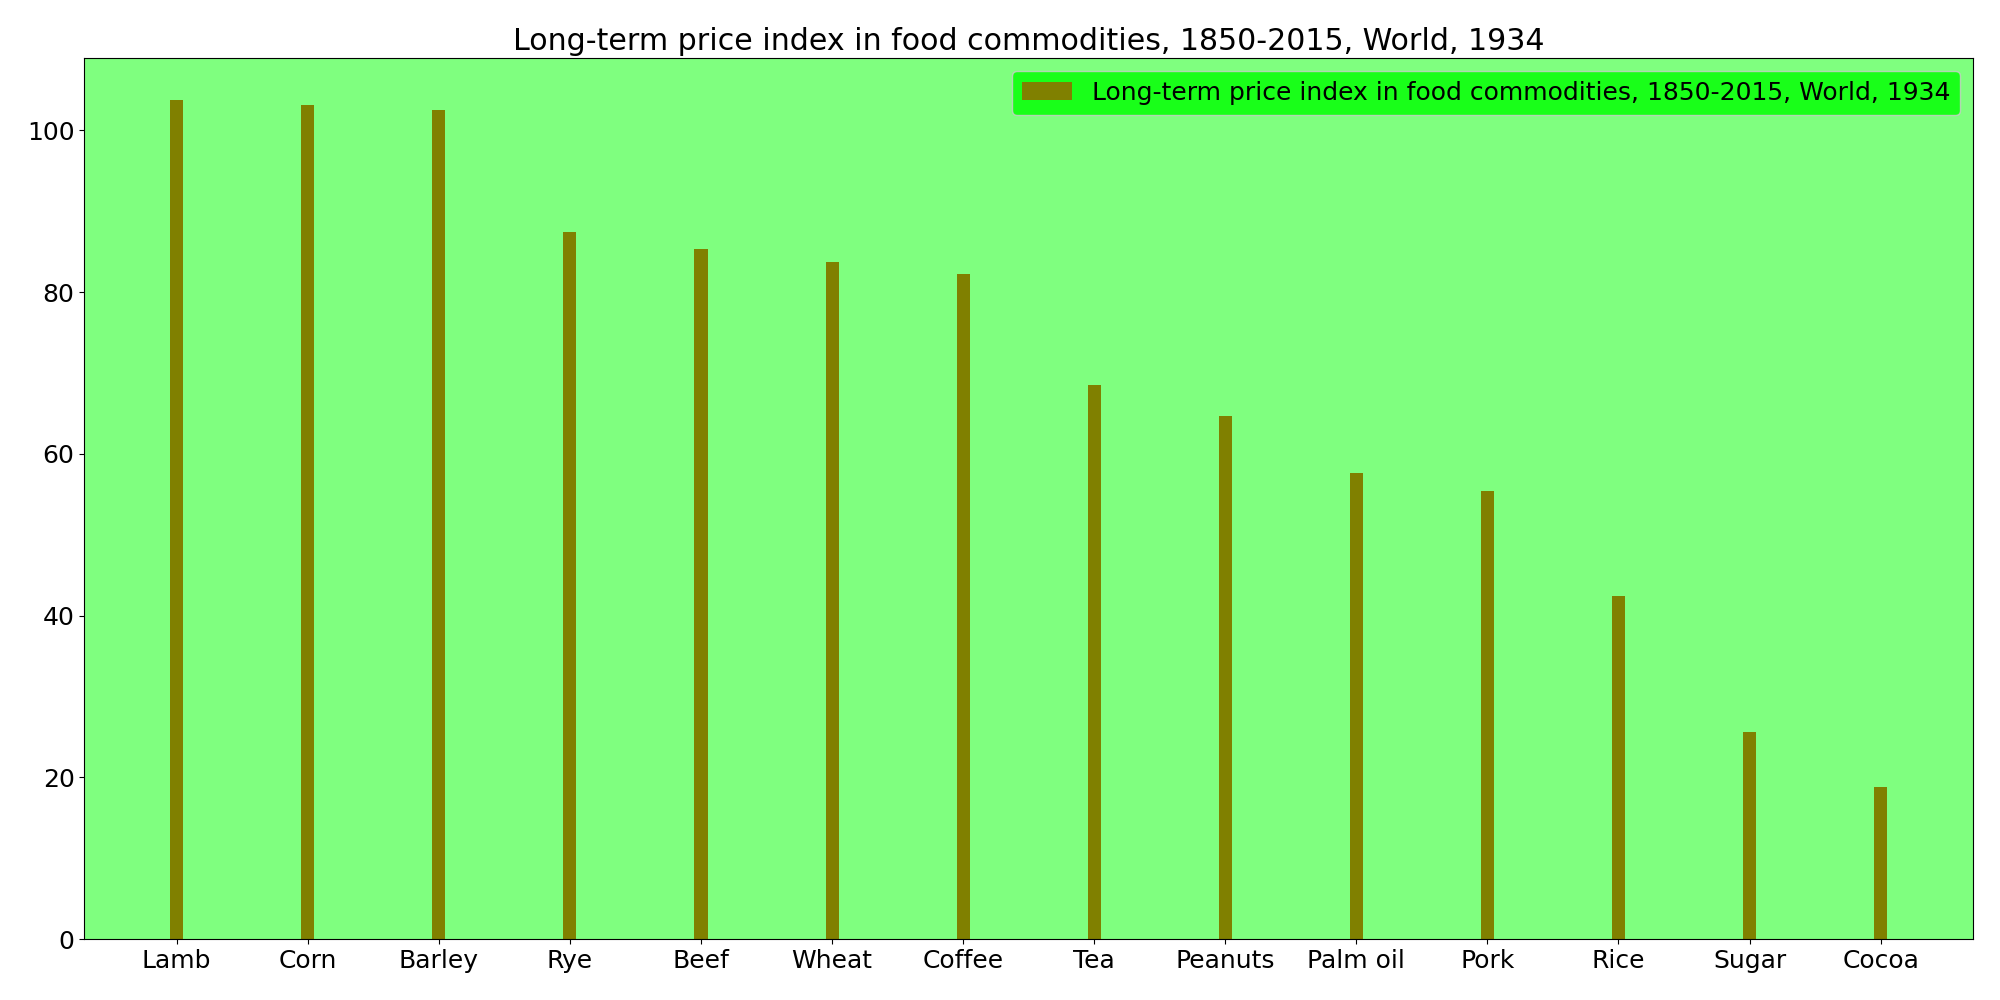 Long-term price index in food commodities, 1850-2015, World, 1934
Long-term price index in food commodities, 1850-2015, World, 1934
100
80
60
40
20
0
Lamb Corn Barley Rye Beef Wheat Coffee Tea Peanuts Palm oil Pork Rice Sugar Cocoa